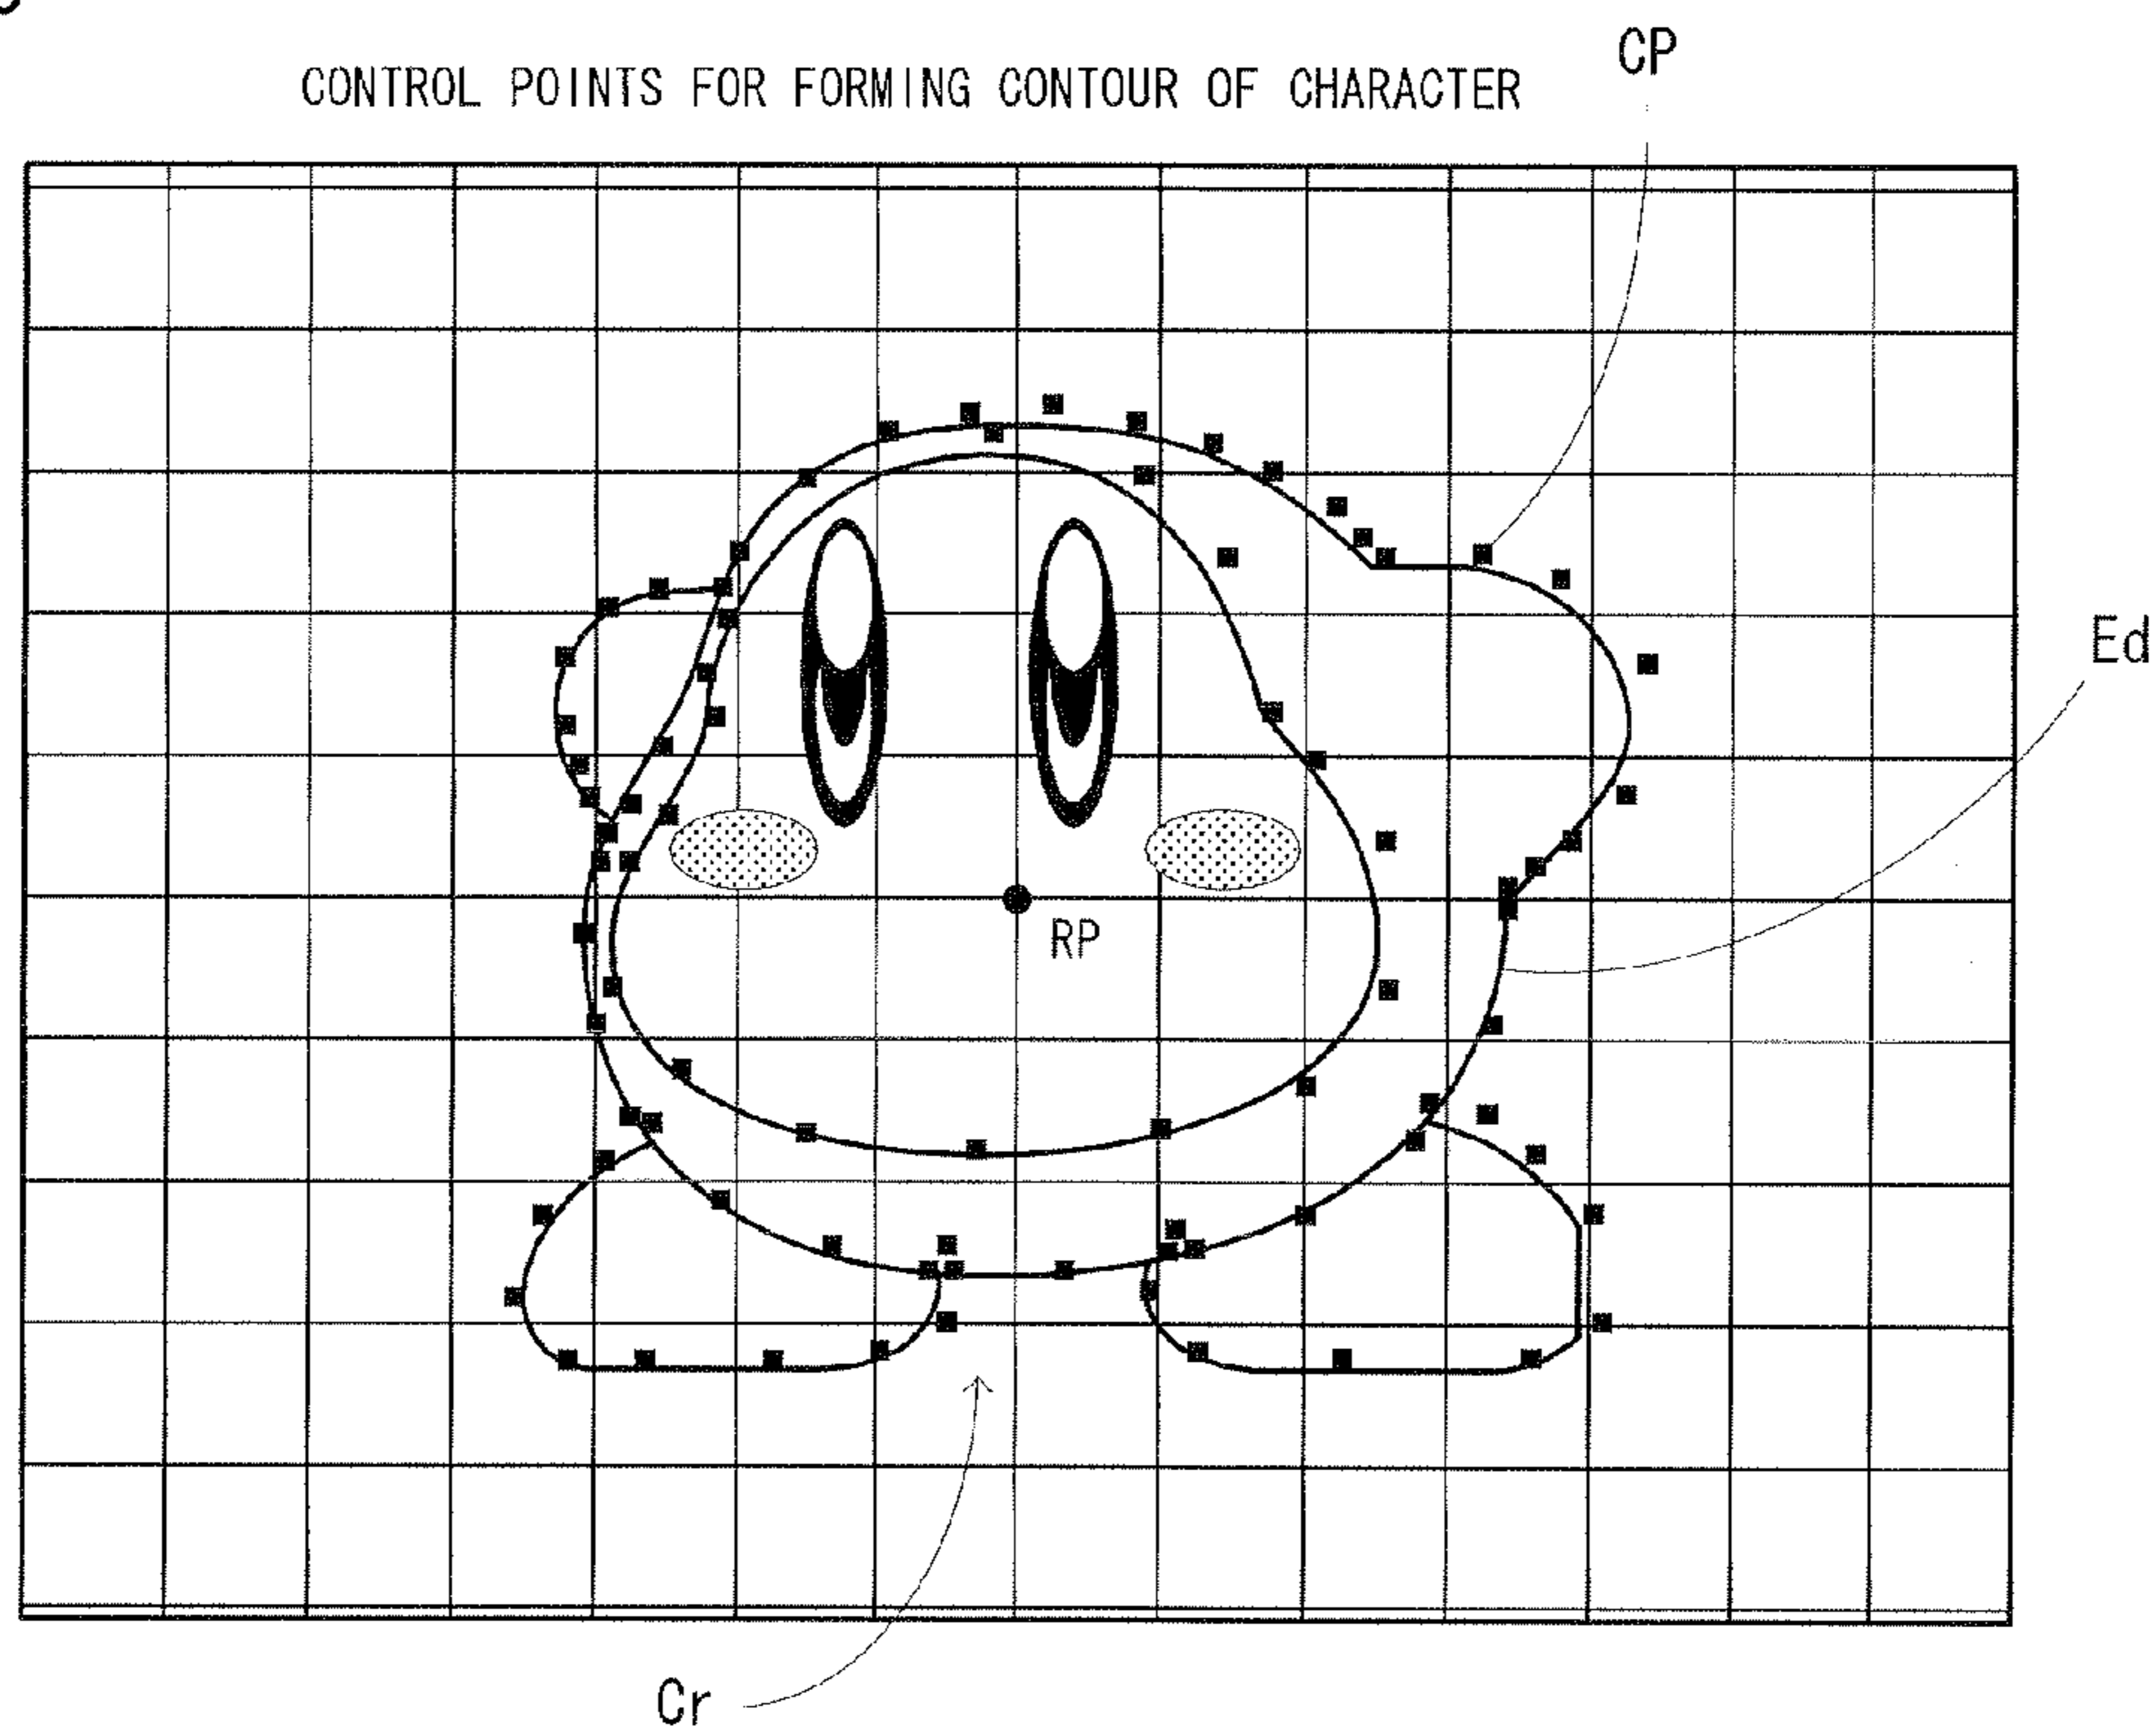 CONTROL POINTS FOR FORMING CONTOUR OF CHARACTER
CP
Ed
RP
Cr